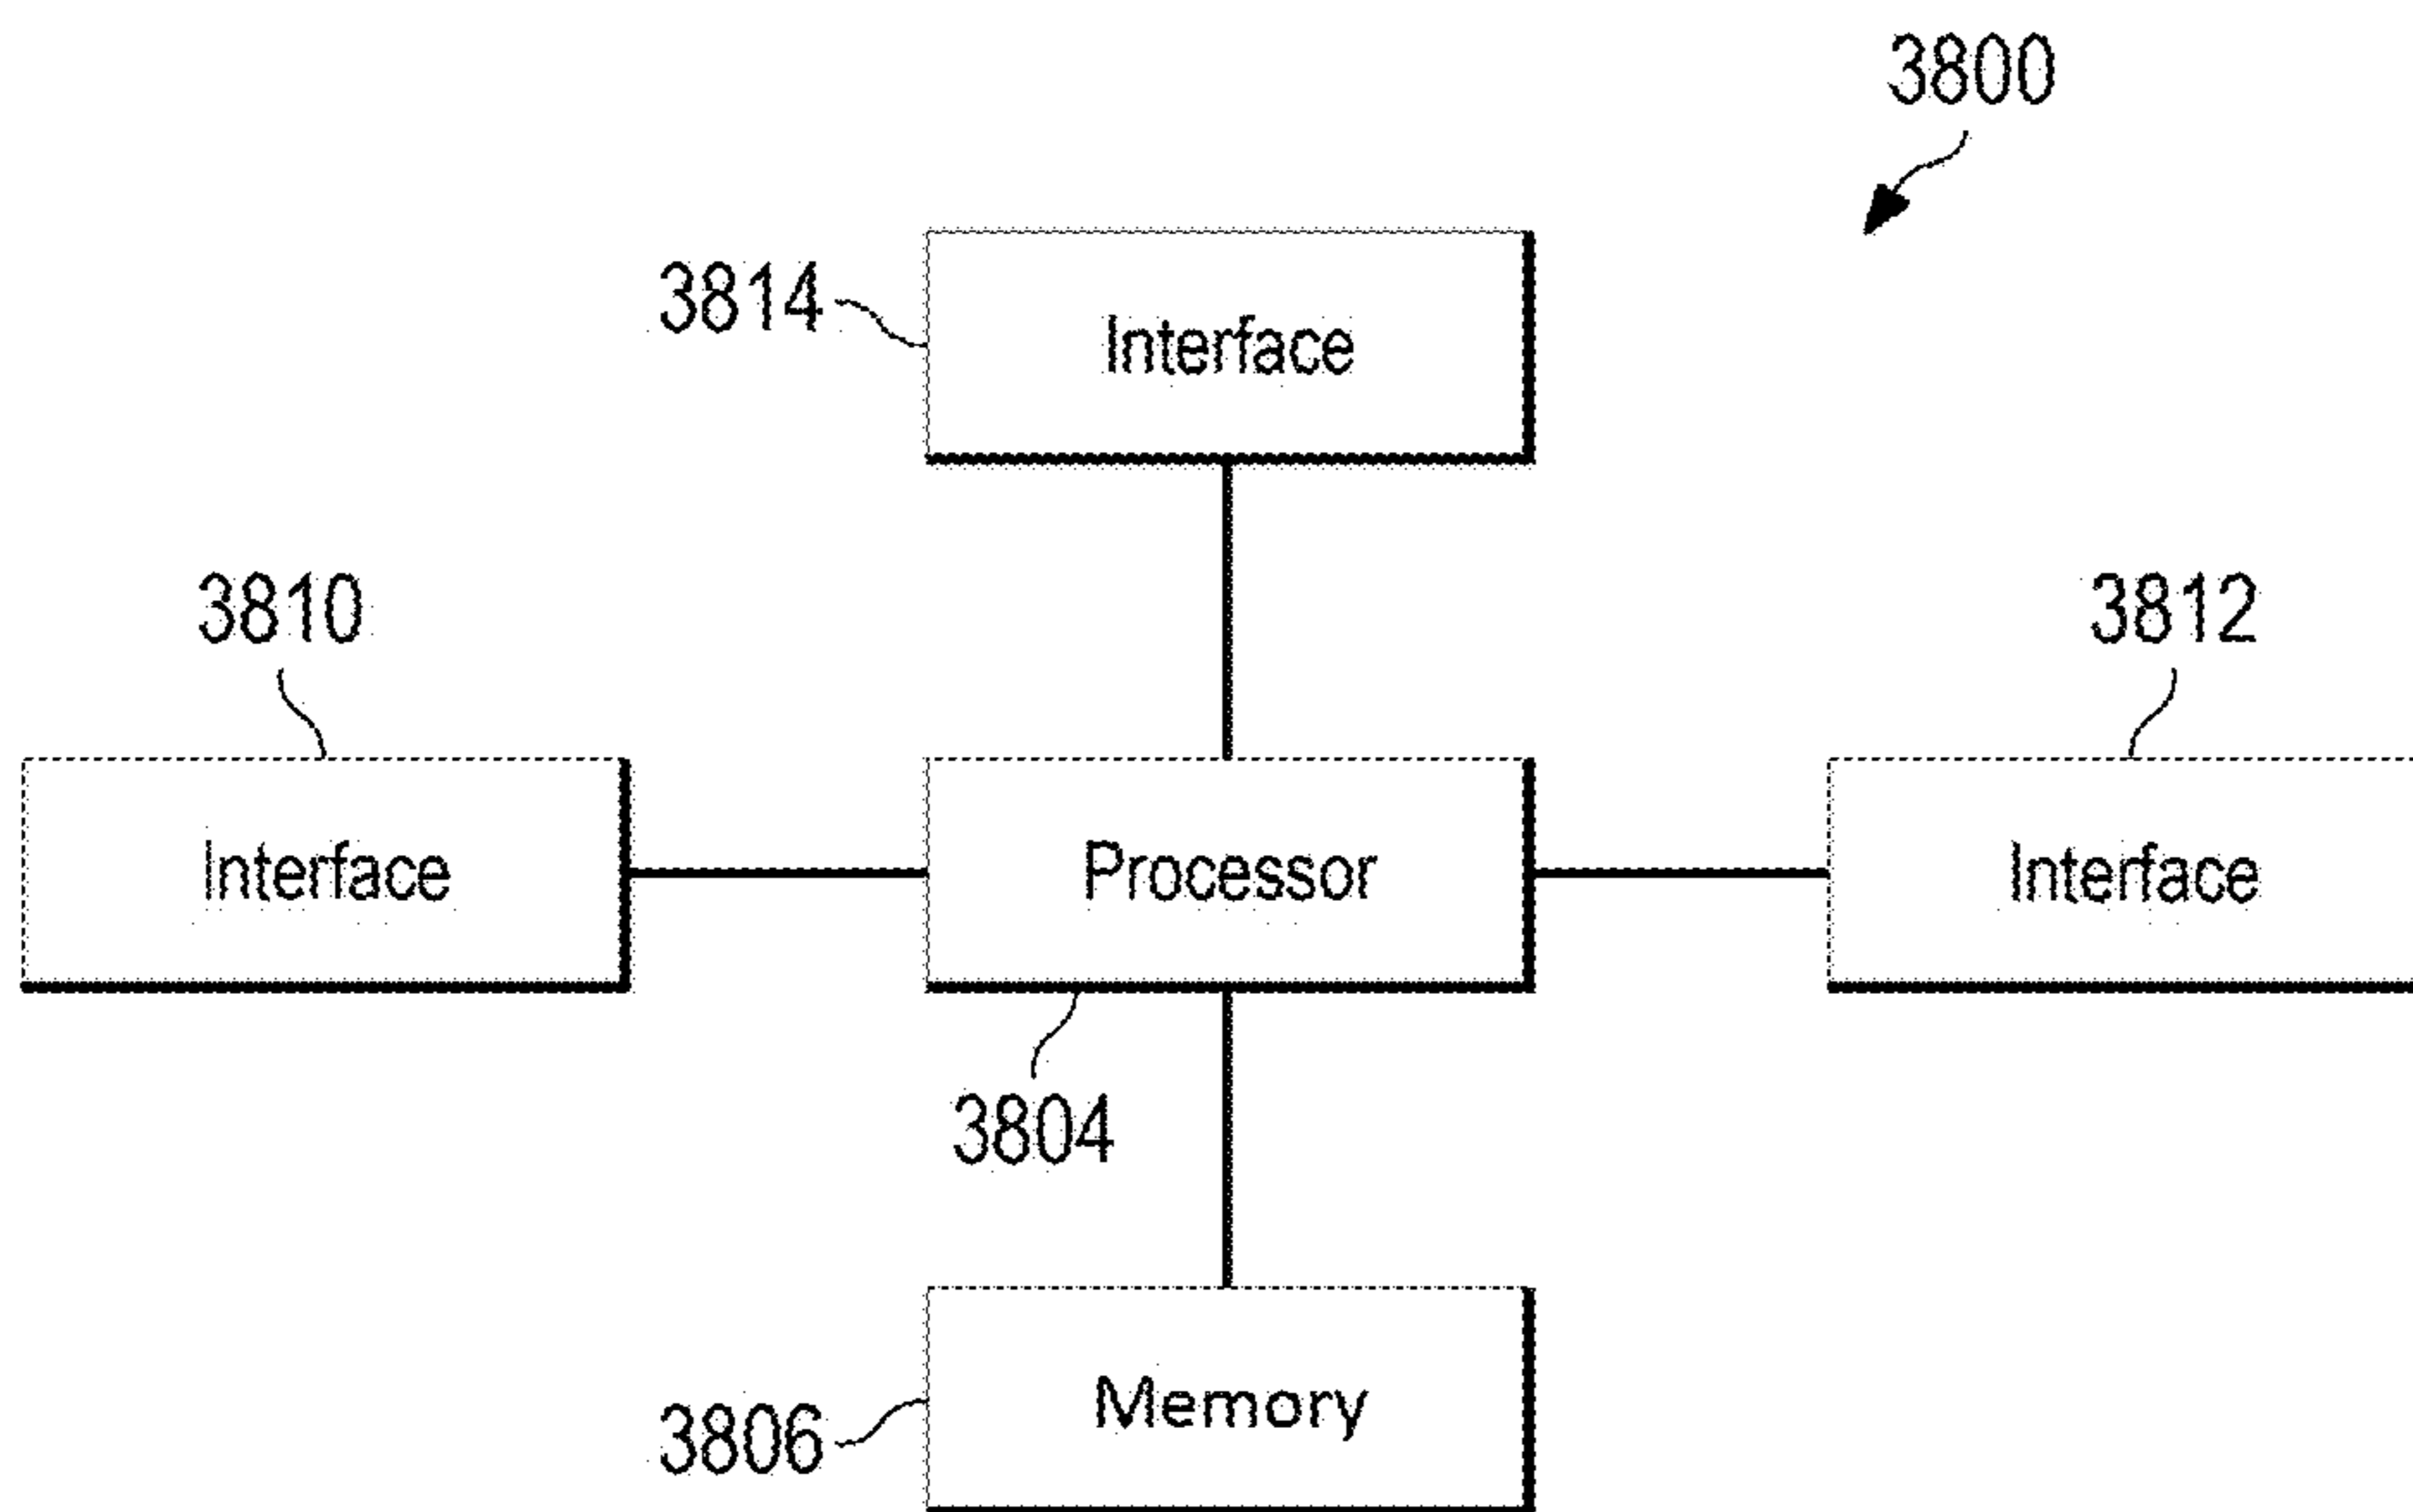 3800
3814
Interface
3810
3812
Interface
Processor
Interface
3804
3806
Memory